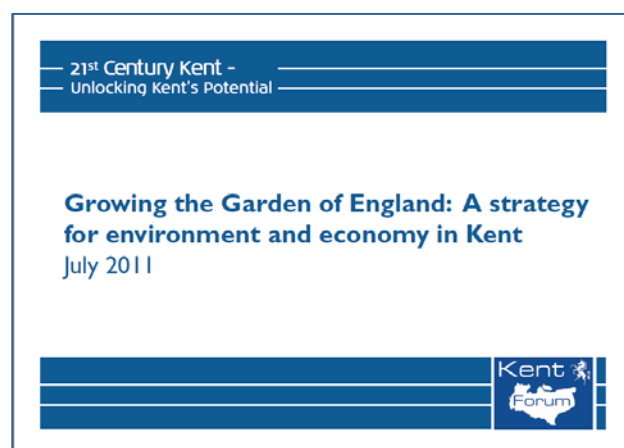 21st Century Kent -
Unlocking Kent's Potential
Growing the Garden of England: A strategy
for environment and economy in Kent
July 2011
Kent
Forum